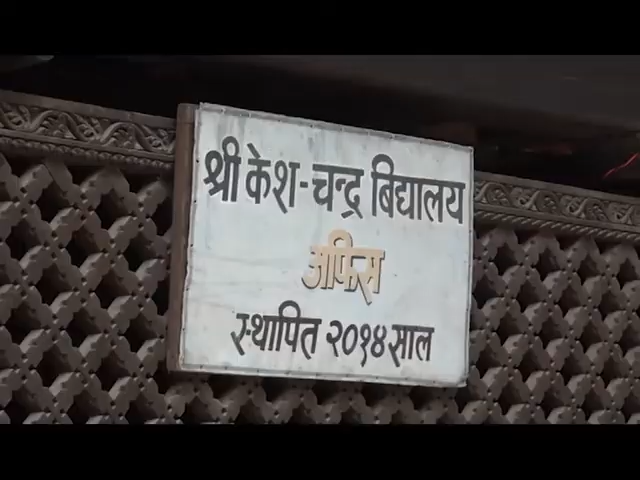 श्री केश-चन्द्र बिद्यालय
अफिस
स्थापित २०१४ साल